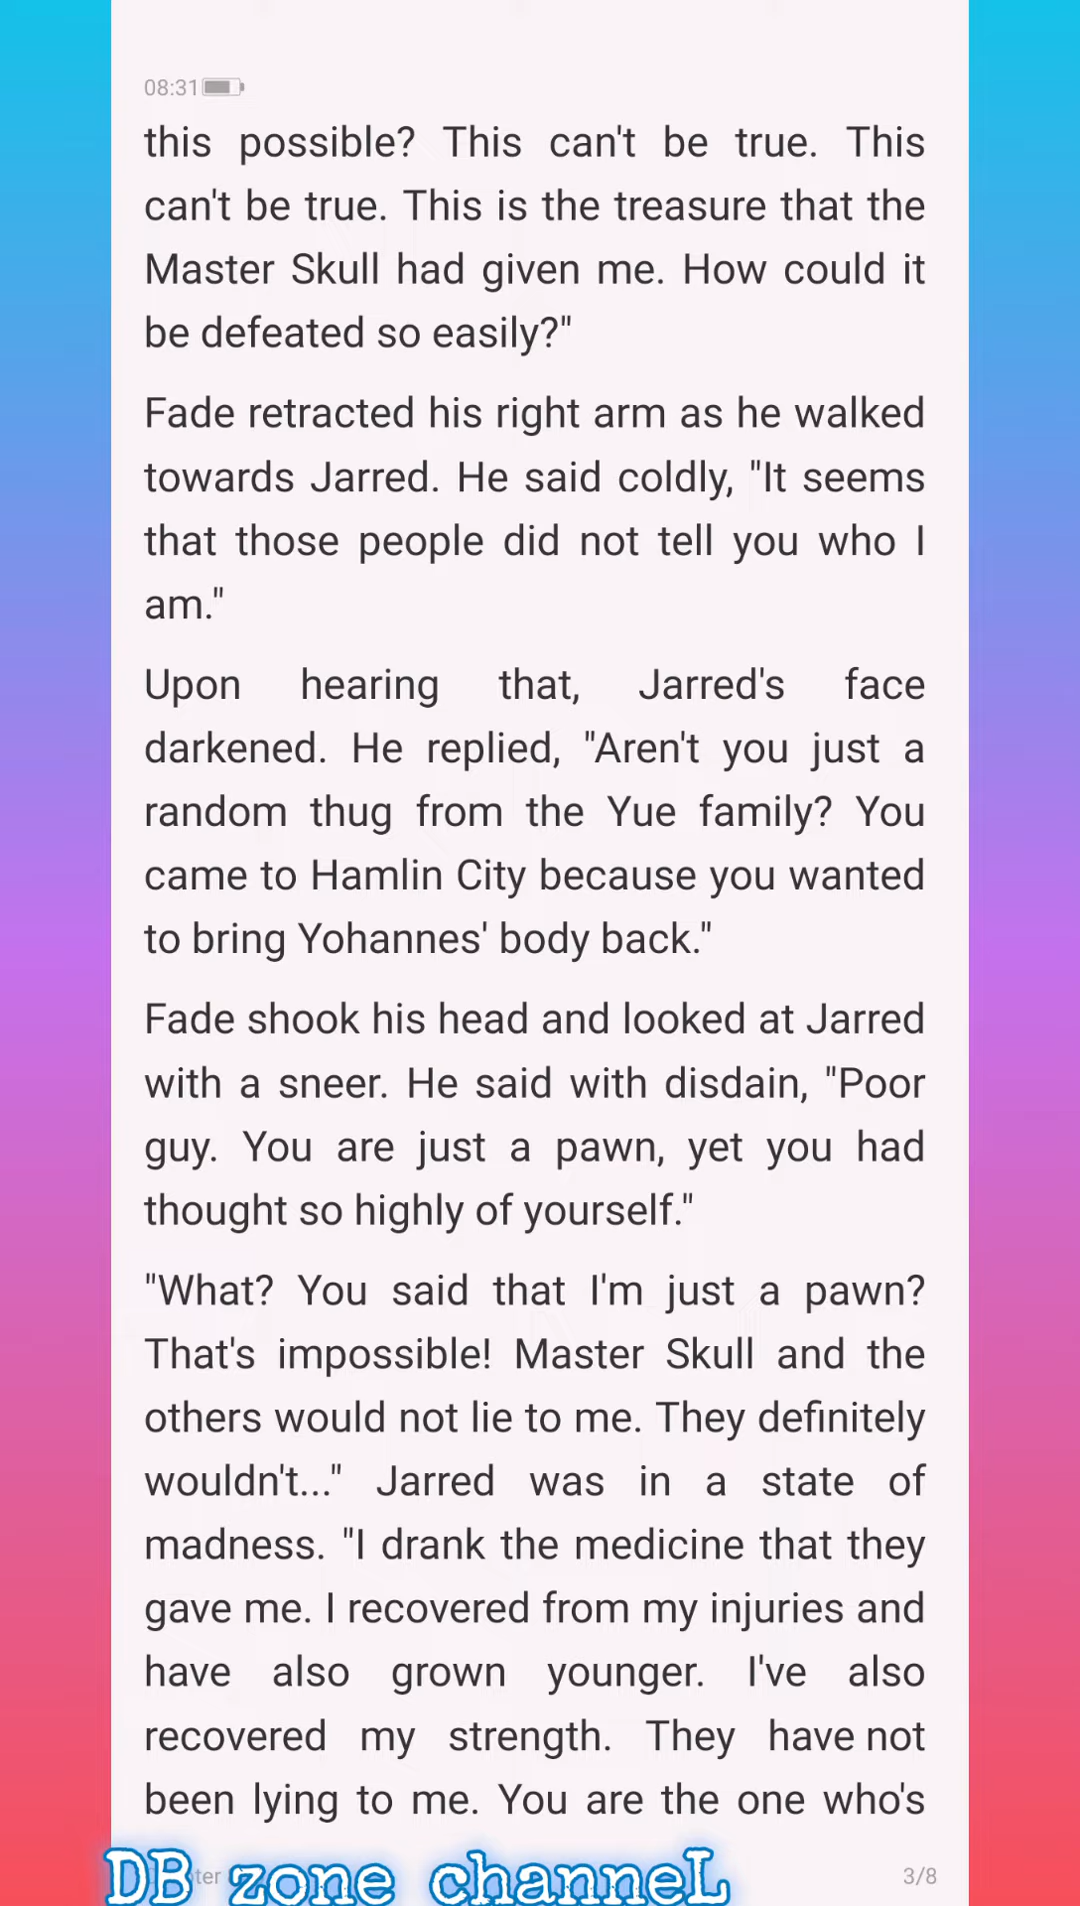 08:31
this possible? This can't be true. This
can't be true. This is the treasure that the
Master Skull had given me. How could it
be defeated so easily?"
Fade retracted his right arm as he walked
towards Jarred. He said coldly, "It seems
that those people did not tell you who I
am."
Upon hearing that, Jarred's face
darkened. He replied, "Aren't you just a
random thug from the Yue family? You
came to Hamlin City because you wanted
to bring Yohannes' body back."
Fade shook his head and looked at Jarred
with a sneer. He said with disdain, "Poor
guy. You are just a pawn, yet you had
thought so highly of yourself."
"What? You said that I'm just a pawn?
That's impossible! Master Skull and the
others would not lie to me. They definitely
wouldn't..." Jarred was in a state of
madness. "I drank the medicine that they
gave me. I recovered from my injuries and
have also grown younger. I've also
recovered my strength. They have not
been lying to me. You are the one who's
DB zone channeL
3/8